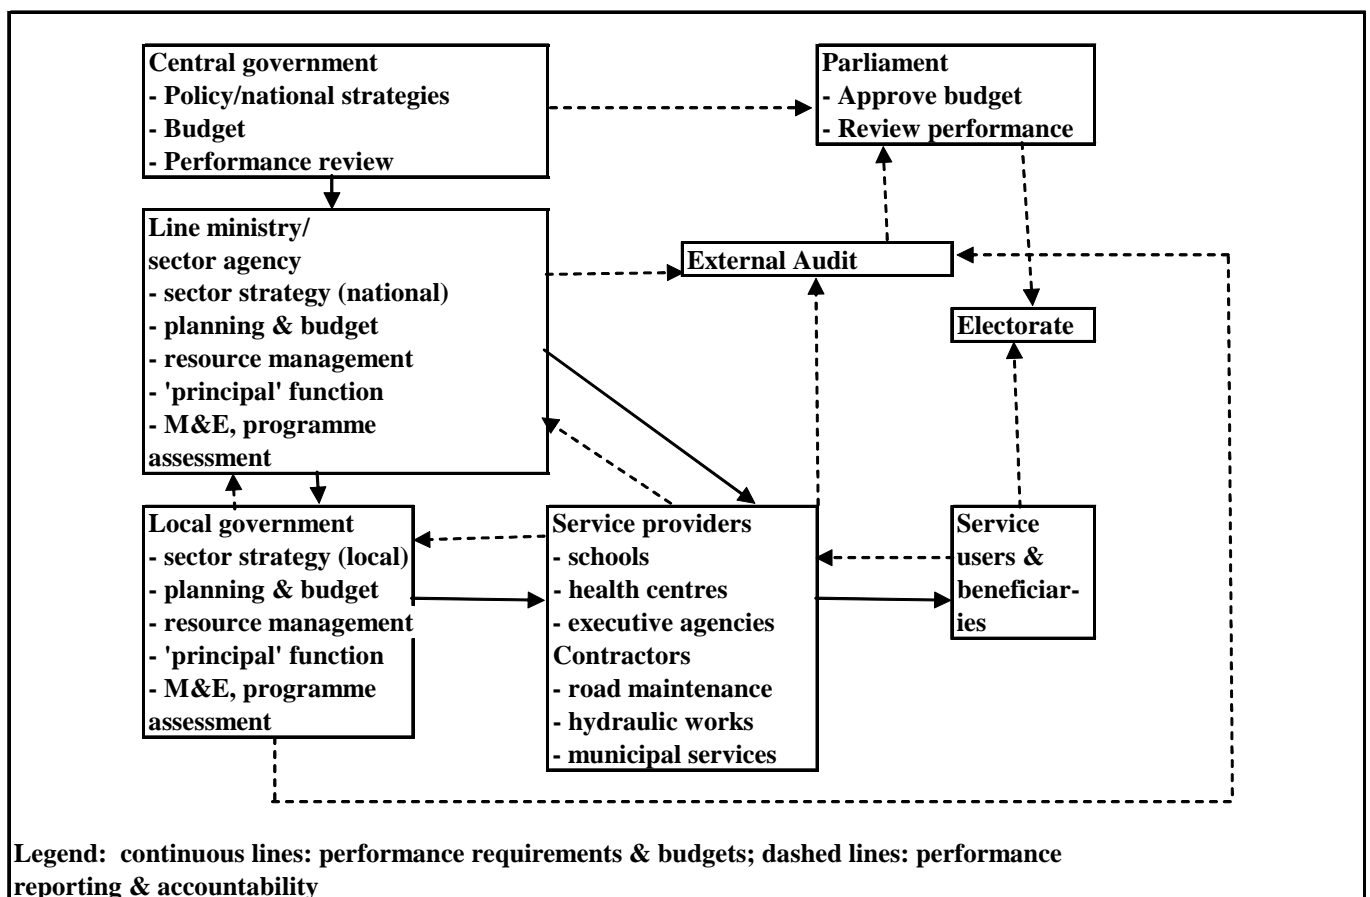 Central government
- Policy/national strategies
- Budget
- Performance review
Parliament
- Approve budget
- Review performance
Line ministry/
sector agency
- sector strategy (national)
- planning & budget
- resource management
- 'principal' function
- M&E, programme
assessment
External Audit
Electorate
Local government
- sector strategy (local)
- planning & budget
- resource management
- 'principal' function
- M&E, programme
assessment
Service providers
- schools
- health centres
- executive agencies
Contractors
- road maintenance
- hydraulic works
- municipal services
Service
users &
beneficiar-
ies
Legend:  continuous lines: performance requirements & budgets; dashed lines: performance
reporting & accountability